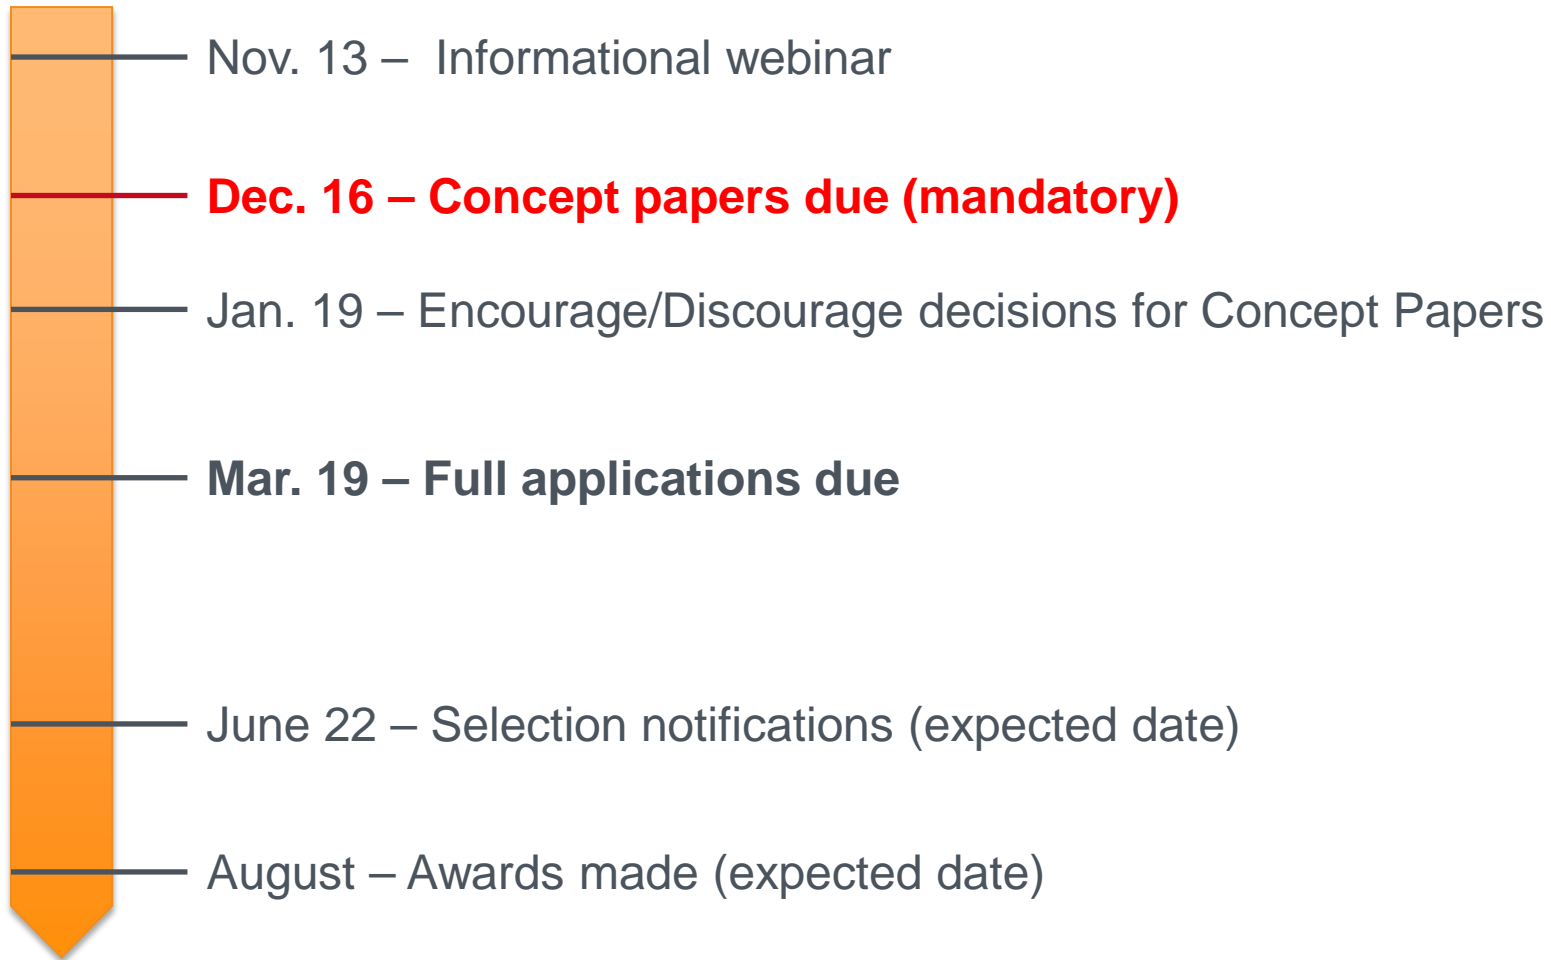 Nov. 13 –  Informational webinar
Dec. 16 – Concept papers due (mandatory)
Jan. 19 – Encourage/Discourage decisions for Concept Papers
Mar. 19 – Full applications due
June 22 – Selection notifications (expected date)
August – Awards made (expected date)